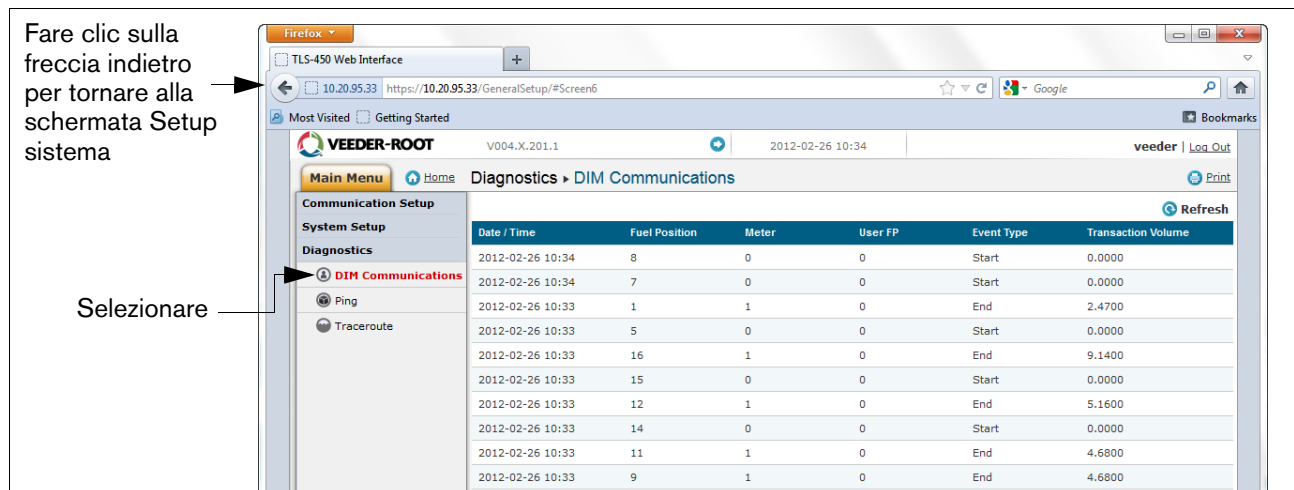 Fare clic sulla
freccia indietro
per tornare alla
schermata Setup
sistema
Selezionare
Firefox
TLS-450 Web Interface
10.20.95.33 https://10.20.95.33/GeneralSetup/#Screen6
Google
Most Visited Getting Started Bookmarks
VEEDER-ROOT V004.X.201.1 2012-02-26 10:34 veeder | Log Out
Main Menu Home Diagnostics ▸ DIM Communications Print
Communication Setup
System Setup
Diagnostics
DIM Communications
Ping
Traceroute
Refresh
Date / Time Fuel Position Meter User FP Event Type Transaction Volume
2012-02-26 10:34 8 0 0 Start 0.0000
2012-02-26 10:34 7 0 0 Start 0.0000
2012-02-26 10:33 1 1 0 End 2.4700
2012-02-26 10:33 5 0 0 Start 0.0000
2012-02-26 10:33 16 1 0 End 9.1400
2012-02-26 10:33 15 0 0 Start 0.0000
2012-02-26 10:33 12 1 0 End 5.1600
2012-02-26 10:33 14 0 0 Start 0.0000
2012-02-26 10:33 11 1 0 End 4.6800
2012-02-26 10:33 9 1 0 End 4.6800